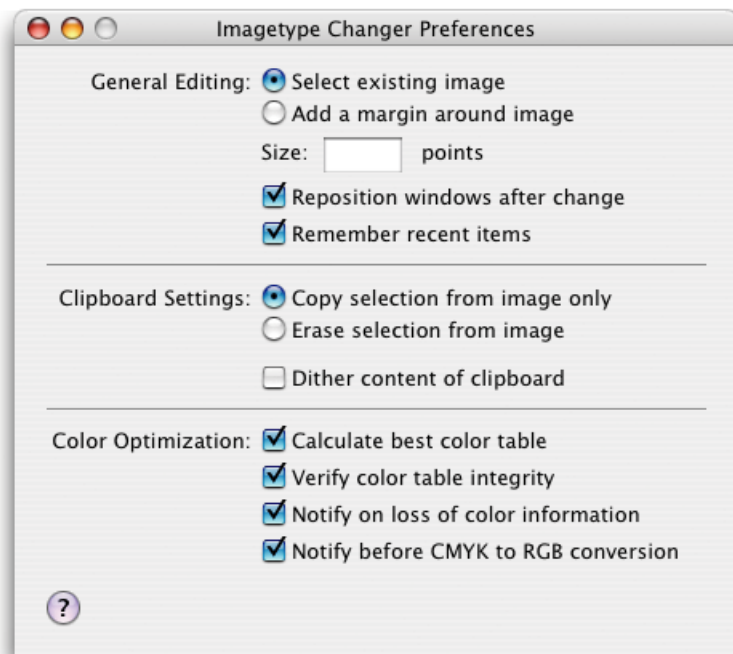 Imagetype Changer Preferences
General Editing: Select existing image
Add a margin around image
Size: points
Reposition windows after change
Remember recent items
Clipboard Settings: Copy selection from image only
Erase selection from image
Dither content of clipboard
Color Optimization: Calculate best color table
Verify color table integrity
Notify on loss of color information
Notify before CMYK to RGB conversion
?